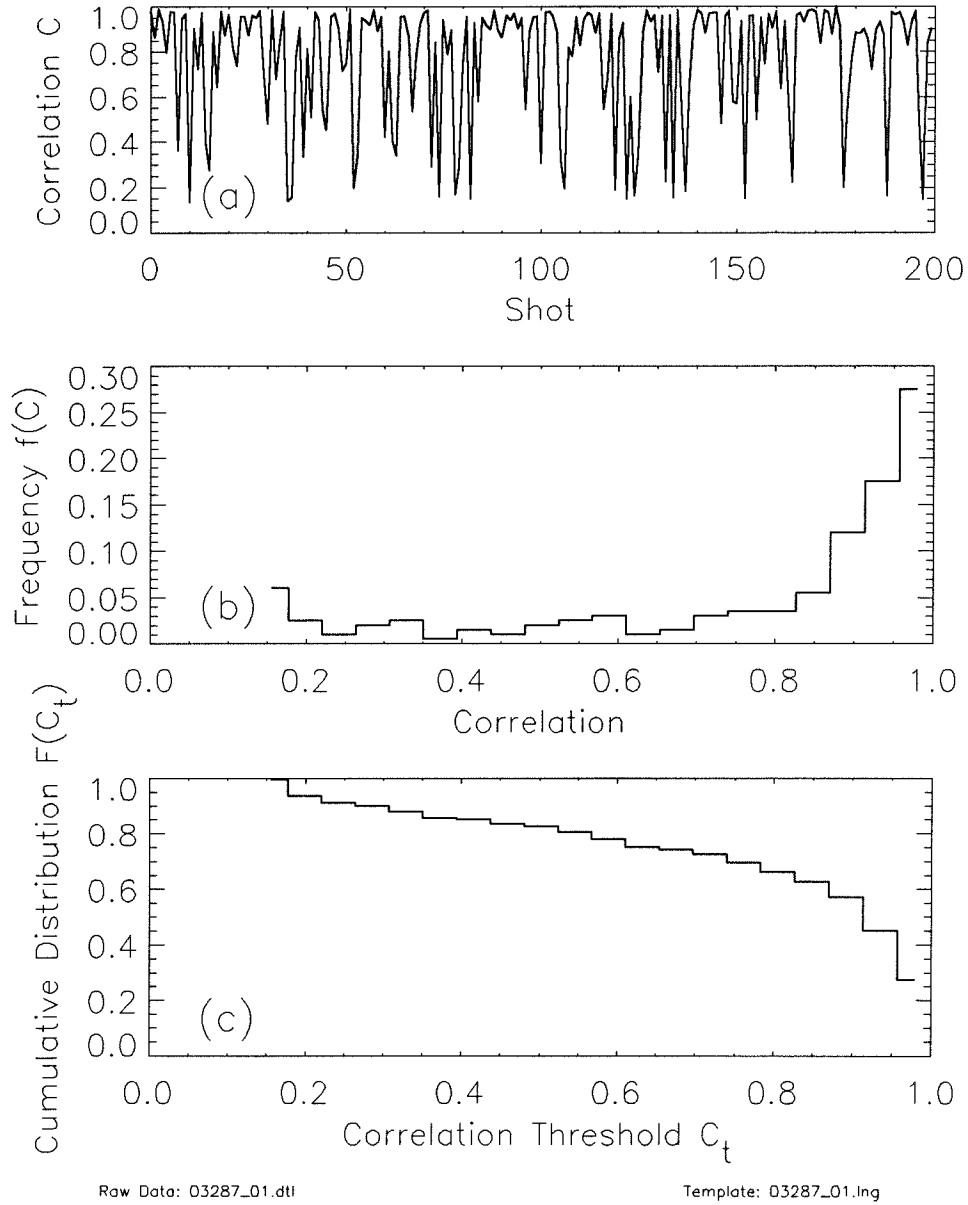 Correlation C
1.0
0.8
0.6
0.4
0.2
0.0
(a)
0 50 100 150 200
Shot
Frequency f(C)
0.30
0.25
0.20
0.15
0.10
0.05
0.00
(b)
0.0 0.2 0.4 0.6 0.8 1.0
Correlation
Cumulative Distribution F(C_t)
1.0
0.8
0.6
0.4
0.2
0.0
(c)
0.0 0.2 0.4 0.6 0.8 1.0
Correlation Threshold C_t
Raw Data: 03287_01.dtl Template: 03287_01.lng